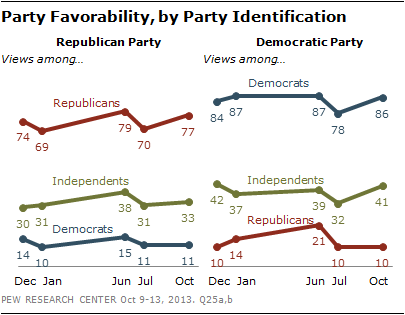 Party Favorability, by Party Identification
Republican Party
Views among...
Republicans
74 69 79 70 77
Independents
30 31 38 31 33
Democrats
14 10 15 11 11
Dec Jan Jun Jul Oct
Democratic Party
Views among...
Democrats
84 87 87 78 86
Independents
42 37 39 32 41
Republicans
10 14 21 10 10
Dec Jan Jun Jul Oct
PEW RESEARCH CENTER Oct 9-13, 2013. Q25a,b